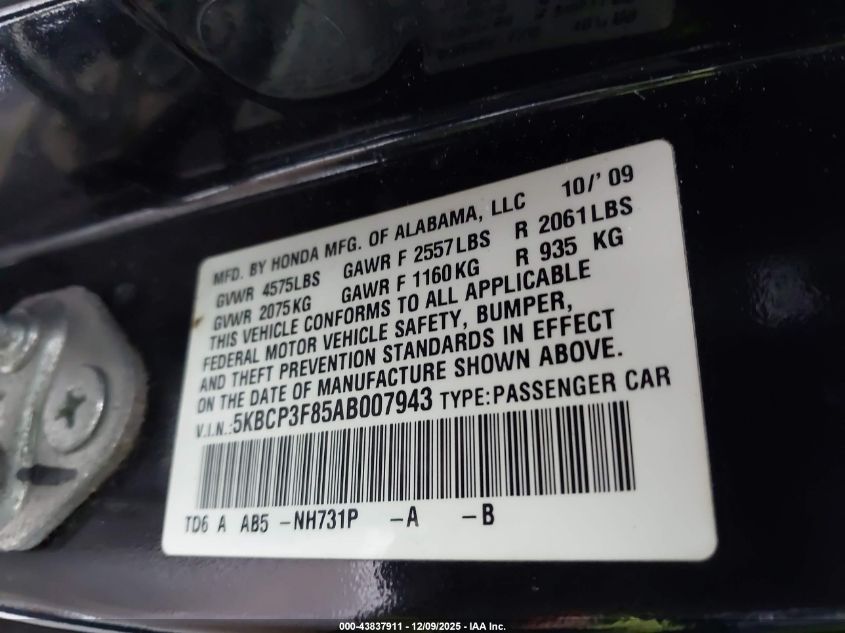 MFD. BY HONDA MFG. OF ALABAMA, LLC 10/'09
GVWR 4575LBS GAWR F 2557LBS R 2061LBS
GVWR 2075KG GAWR F 1160KG R 935 KG
THIS VEHICLE CONFORMS TO ALL APPLICABLE
FEDERAL MOTOR VEHICLE SAFETY, BUMPER,
AND THEFT PREVENTION STANDARDS IN EFFECT
ON THE DATE OF MANUFACTURE SHOWN ABOVE.
V.I.N.:5KBCP3F85AB007943 TYPE:PASSENGER CAR
TD6 A AB5 -NH731P -A -B
000-43837911 - 12/09/2025 - IAA Inc.